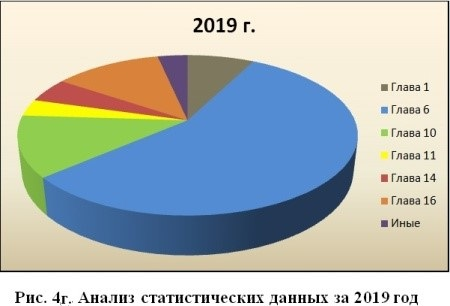 2019 г.
Глава 1
Глава 6
Глава 10
Глава 11
Глава 14
Глава 16
Иные
Рис. 4г. Анализ статистических данных за 2019 год